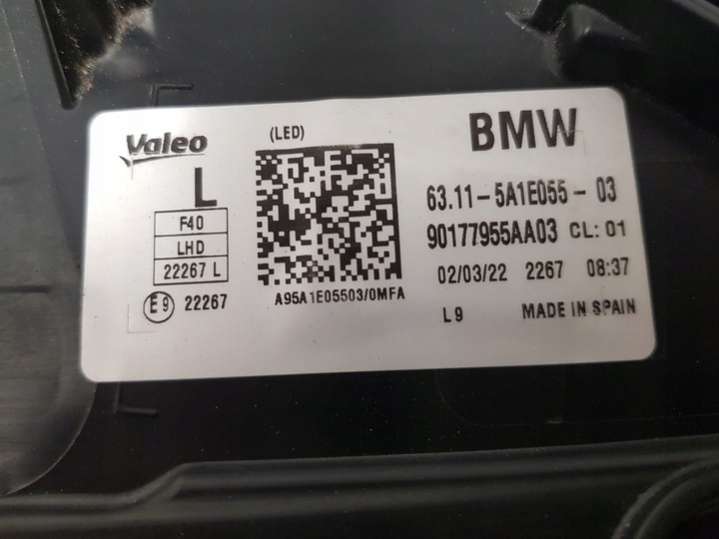 Valeo
(LED)
BMW
L
F40
LHD
22267 L
E9 22267
A95A1E05503/0MFA
63.11- 5A1E055 - 03
90177955AA03 CL: 01
02/03/22 2267 08:37
L9 MADE IN SPAIN